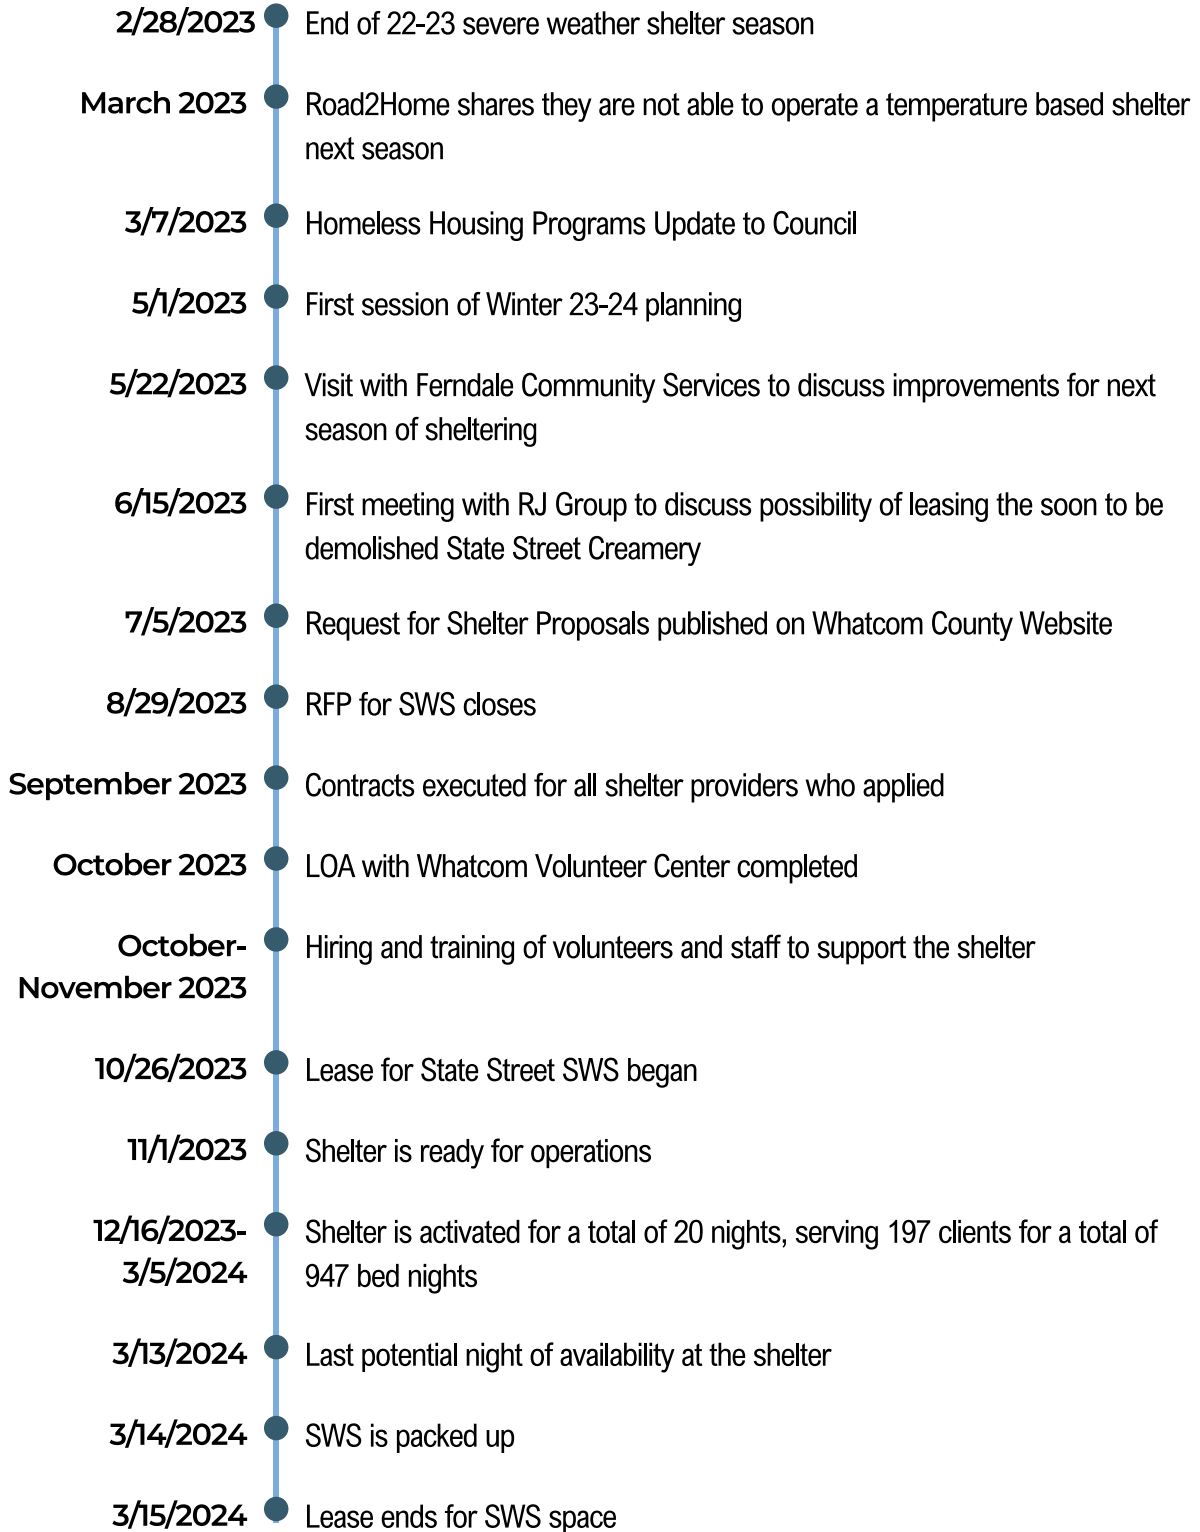 2/28/2023 End of 22-23 severe weather shelter season
March 2023 Road2Home shares they are not able to operate a temperature based shelter
next season
3/7/2023 Homeless Housing Programs Update to Council
5/1/2023 First session of Winter 23-24 planning
5/22/2023 Visit with Ferndale Community Services to discuss improvements for next
season of sheltering
6/15/2023 First meeting with RJ Group to discuss possibility of leasing the soon to be
demolished State Street Creamery
7/5/2023 Request for Shelter Proposals published on Whatcom County Website
8/29/2023 RFP for SWS closes
September 2023 Contracts executed for all shelter providers who applied
October 2023 LOA with Whatcom Volunteer Center completed
October- Hiring and training of volunteers and staff to support the shelter
November 2023
10/26/2023 Lease for State Street SWS began
11/1/2023 Shelter is ready for operations
12/16/2023- Shelter is activated for a total of 20 nights, serving 197 clients for a total of
3/5/2024 947 bed nights
3/13/2024 Last potential night of availability at the shelter
3/14/2024 SWS is packed up
3/15/2024 Lease ends for SWS space